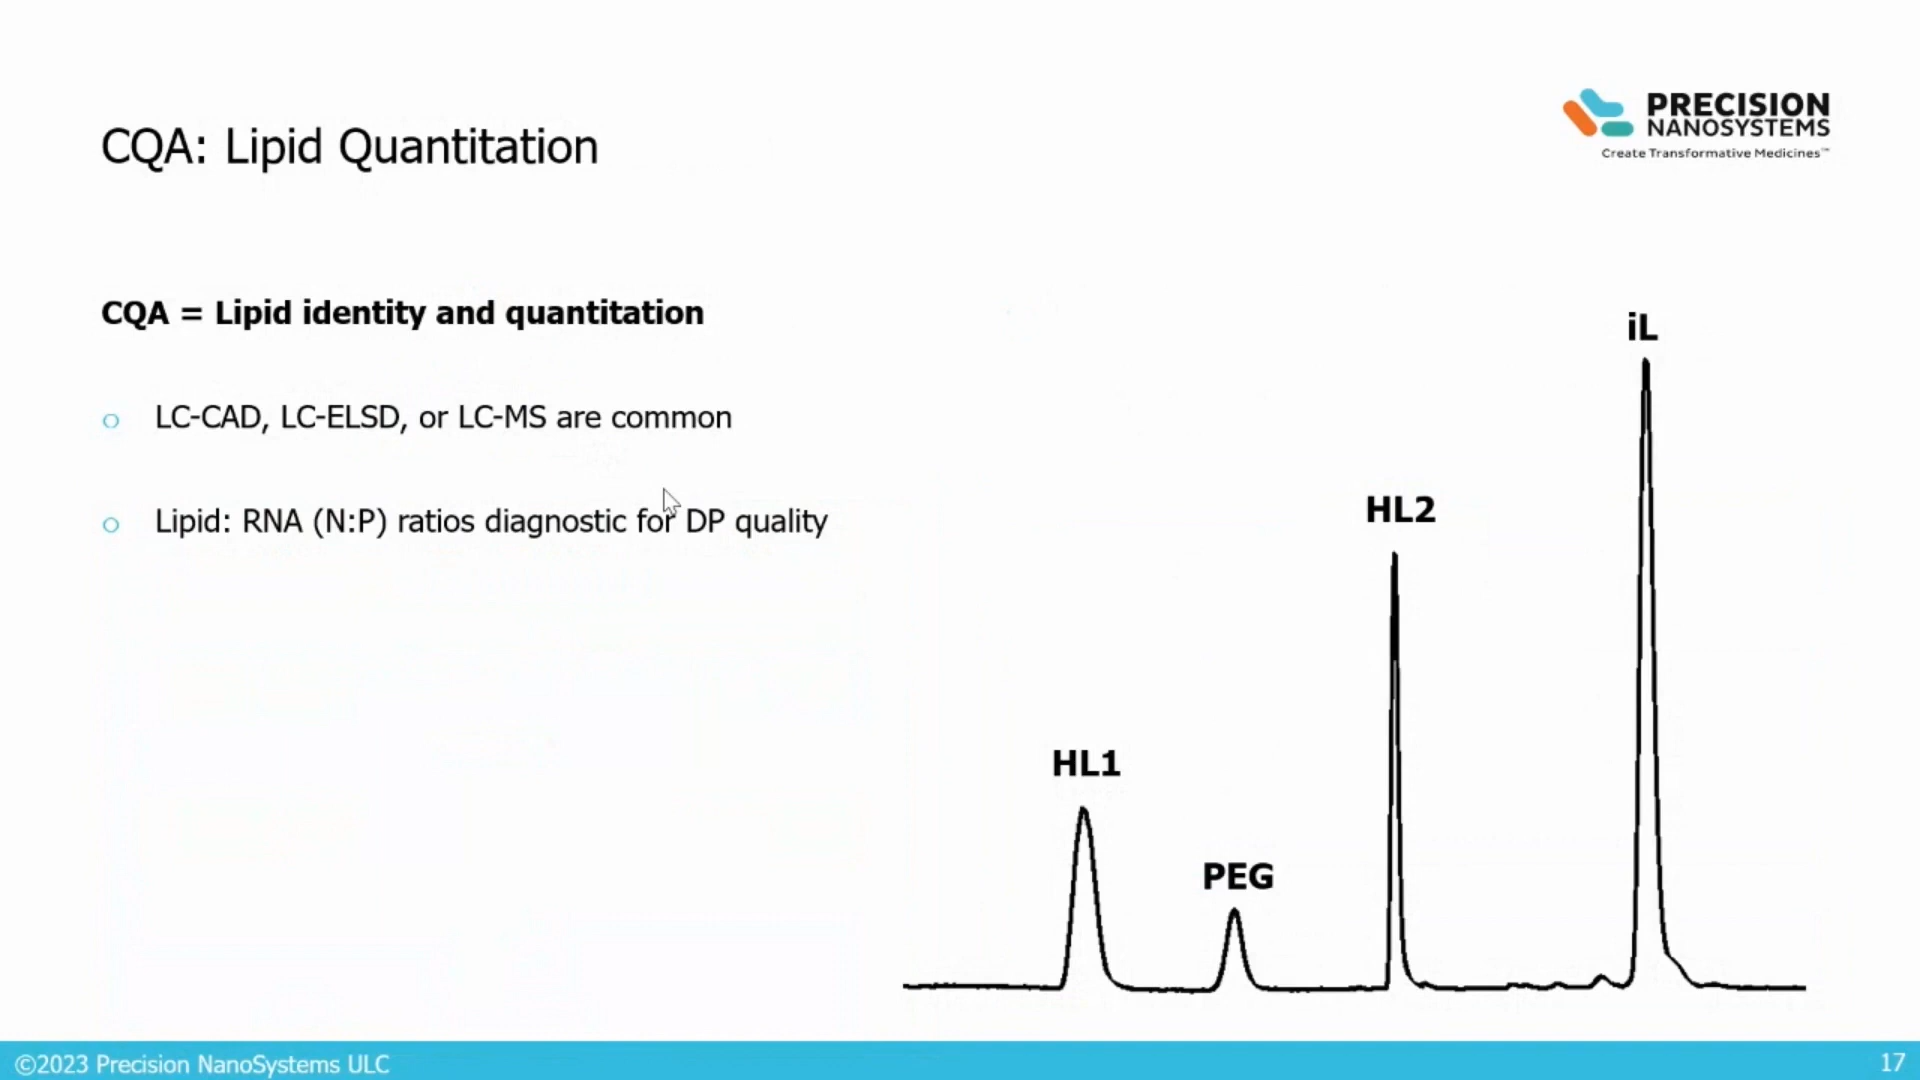 PRECISION
NANOSYSTEMS
Create Transformative Medicines™
CQA: Lipid Quantitation
CQA = Lipid identity and quantitation
LC-CAD, LC-ELSD, or LC-MS are common
Lipid: RNA (N:P) ratios diagnostic for DP quality
iL
HL2
HL1
PEG
©2023 Precision NanoSystems ULC
17